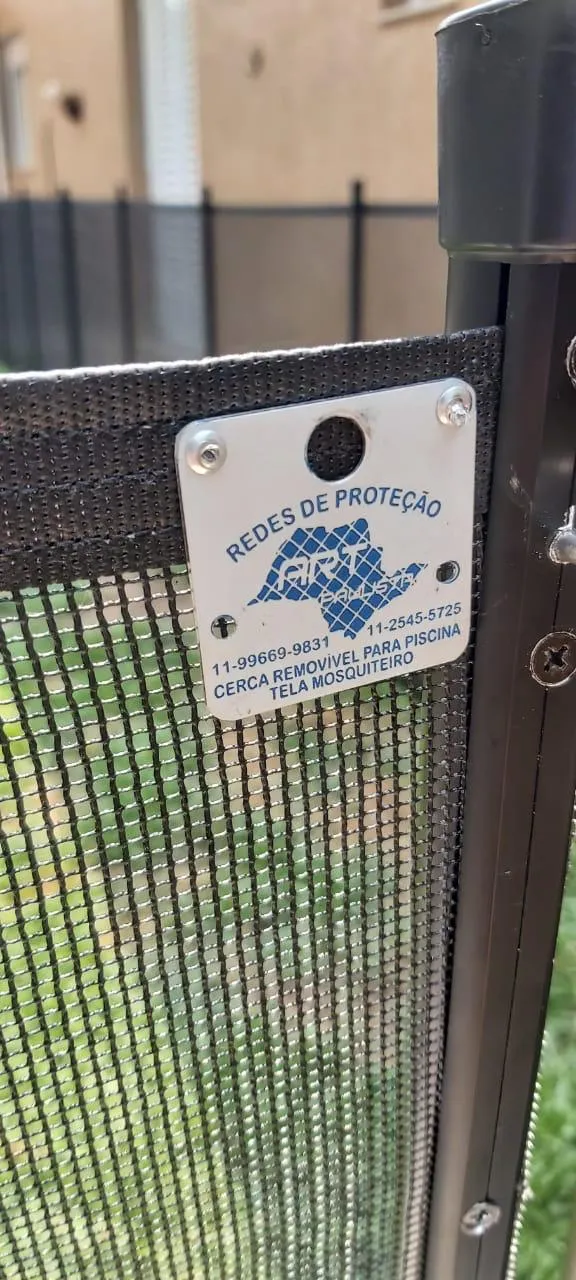 REDES DE PROTEÇÃO
ART
PAULISTA
11-99669-9831 11-2545-5725
CERCA REMOVÍVEL PARA PISCINA
TELA MOSQUITEIRO